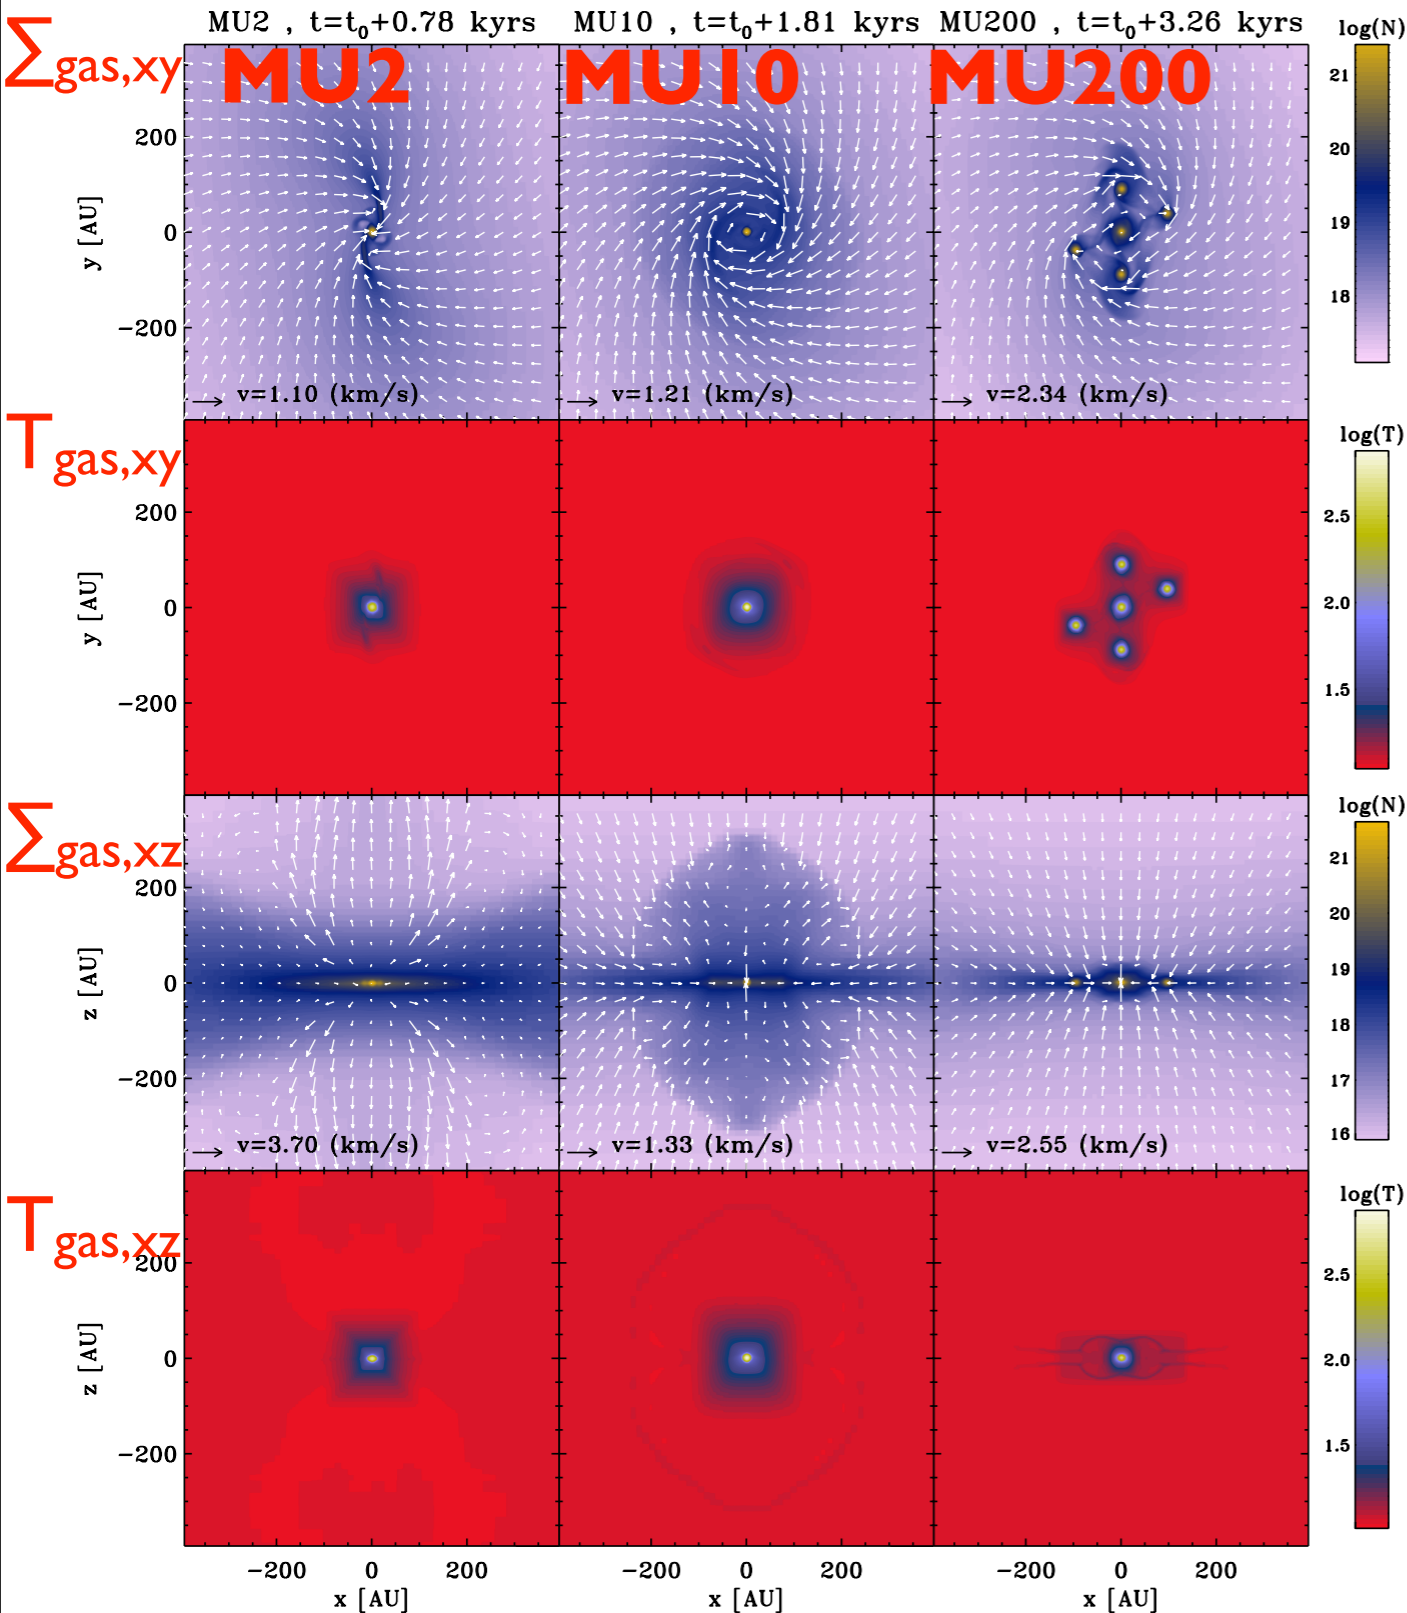 MU2 , t=t0+0.78 kyrs
MU10 , t=t0+1.81 kyrs
MU200 , t=t0+3.26 kyrs
log(N)
Σgas,xy
MU2
MU10
MU200
21
20
19
18
200
0
−200
y [AU]
v=1.10 (km/s)
v=1.21 (km/s)
v=2.34 (km/s)
Tgas,xy
log(T)
2.5
2.0
1.5
200
0
−200
y [AU]
Σgas,xz
log(N)
21
20
19
18
17
16
200
0
−200
z [AU]
v=3.70 (km/s)
v=1.33 (km/s)
v=2.55 (km/s)
Tgas,xz
log(T)
2.5
2.0
1.5
200
0
−200
z [AU]
−200 0 200
−200 0 200
−200 0 200
x [AU]
x [AU]
x [AU]